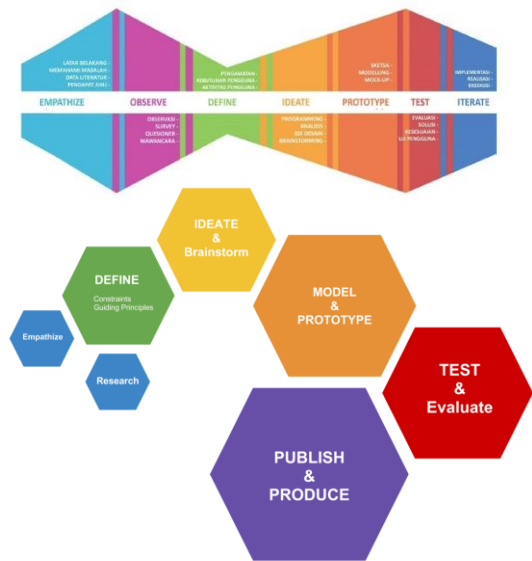 LATAR BELAKANG -
MEMAHAMI MASALAH -
DATA LITERATUR -
PENDAPAT AHLI -
PENGAMATAN -
KEBUTUHAN PENGGUNA -
AKTIVITAS PENGGUNA -
SKETSA -
MODELLING -
MOCK-UP -
IMPLEMENTASI -
REALISASI -
EKSEKUSI -
EMPATHIZE
OBSERVE
DEFINE
IDEATE
PROTOTYPE
TEST
ITERATE
OBSERVASI -
SURVEY -
QUESIONER -
WAWANCARA -
PROGRAMMING -
ANALISIS -
IDE DESAIN -
BRAINSTORMING -
EVALUASI -
SOLUSI -
KESESUAIAN -
UJI PENGGUNA -
IDEATE
&
Brainstorm
DEFINE
Constraints
Guiding Principles
MODEL
&
PROTOTYPE
Empathize
Research
TEST
&
Evaluate
PUBLISH
&
PRODUCE